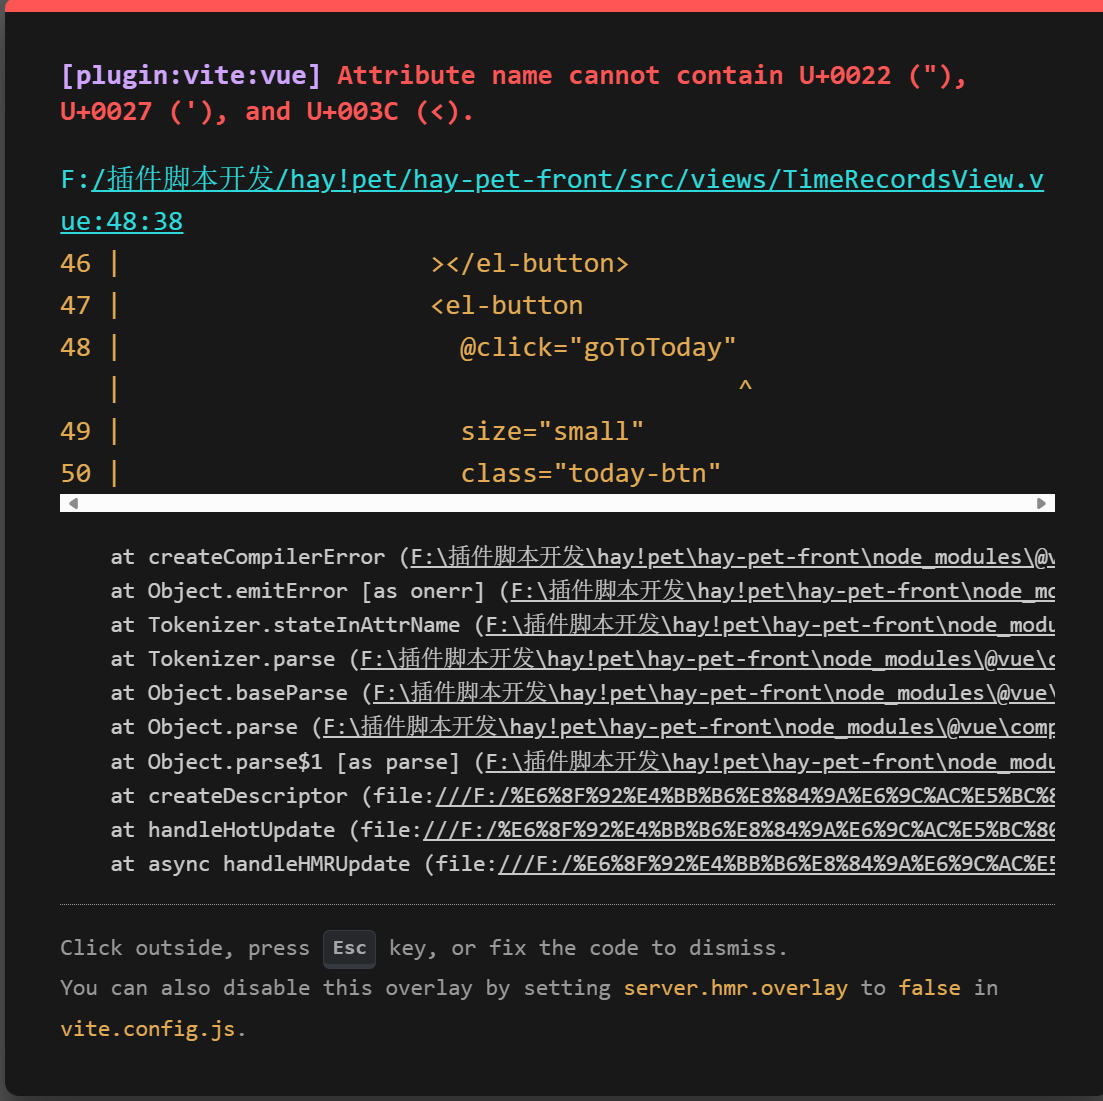 [plugin:vite:vue] Attribute name cannot contain U+0022 ("),
U+0027 ('), and U+003C (<).
F:/插件脚本开发/hay!pet/hay-pet-front/src/views/TimeRecordsView.v
ue:48:38
46 |                    ></el-button>
47 |                    <el-button
48 |                      @click="goToToday"
   |                                        ^
49 |                      size="small"
50 |                      class="today-btn"
at createCompilerError (F:\插件脚本开发\hay!pet\hay-pet-front\node_modules\@v
at Object.emitError [as onerr] (F:\插件脚本开发\hay!pet\hay-pet-front\node_mo
at Tokenizer.stateInAttrName (F:\插件脚本开发\hay!pet\hay-pet-front\node_modu
at Tokenizer.parse (F:\插件脚本开发\hay!pet\hay-pet-front\node_modules\@vue\c
at Object.baseParse (F:\插件脚本开发\hay!pet\hay-pet-front\node_modules\@vue\
at Object.parse (F:\插件脚本开发\hay!pet\hay-pet-front\node_modules\@vue\comp
at Object.parse$1 [as parse] (F:\插件脚本开发\hay!pet\hay-pet-front\node_modu
at createDescriptor (file:///F:/%E6%8F%92%E4%BB%B6%E8%84%9A%E6%9C%AC%E5%BC%8
at handleHotUpdate (file:///F:/%E6%8F%92%E4%BB%B6%E8%84%9A%E6%9C%AC%E5%BC%80
at async handleHMRUpdate (file:///F:/%E6%8F%92%E4%BB%B6%E8%84%9A%E6%9C%AC%E5
Click outside, press Esc key, or fix the code to dismiss.
You can also disable this overlay by setting server.hmr.overlay to false in
vite.config.js.